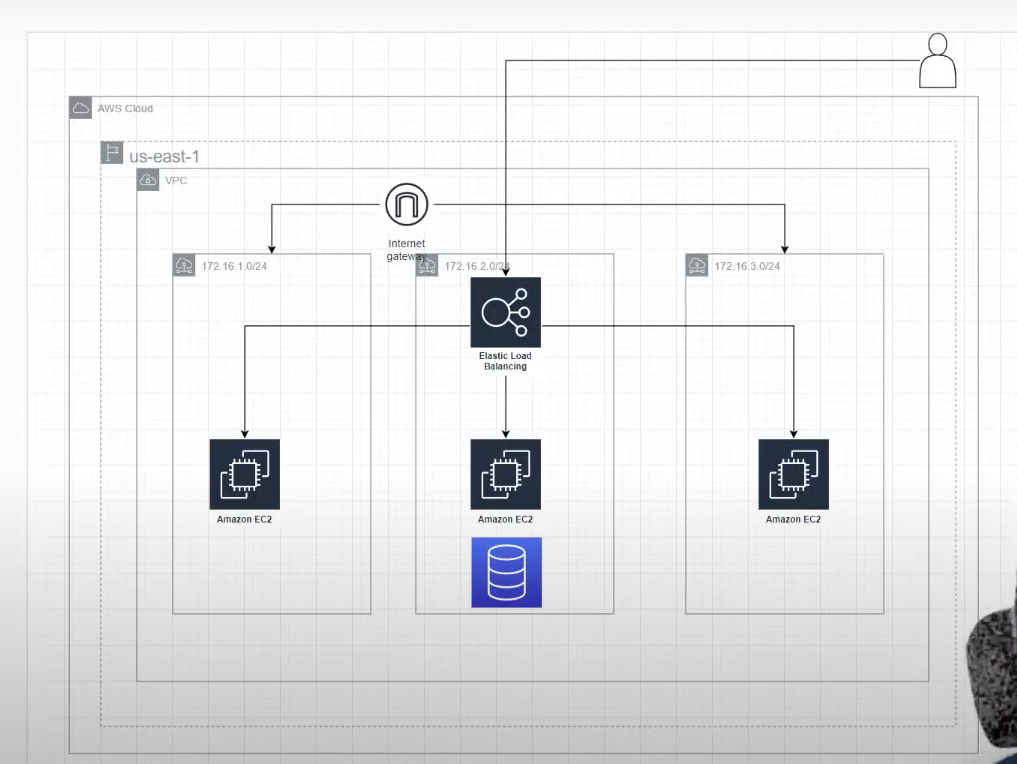 AWS Cloud
us-east-1
VPC
Internet
gateway
172.16.1.0/24
172.16.2.0/24
172.16.3.0/24
Elastic Load
Balancing
Amazon EC2
Amazon EC2
Amazon EC2